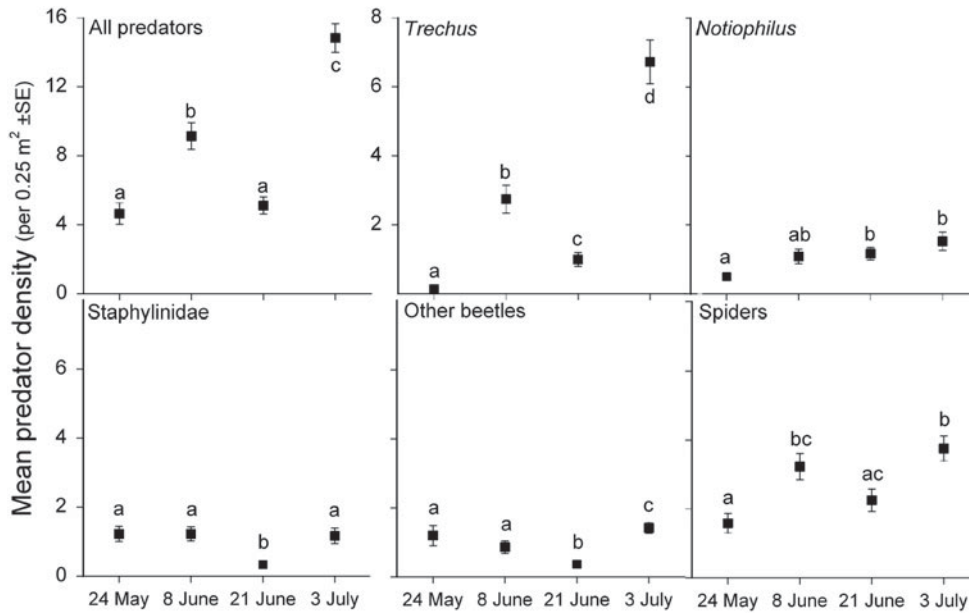 Mean predator density (per 0.25 m² ±SE)
All predators
16
12
8
4
0
a
b
a
c
Trechus
8
6
4
2
a
b
c
d
Notiophilus
a
ab
b
b
Staphylinidae
6
4
2
0
a
a
b
a
24 May 8 June 21 June 3 July
Other beetles
a
a
b
c
24 May 8 June 21 June 3 July
Spiders
a
bc
ac
b
24 May 8 June 21 June 3 July